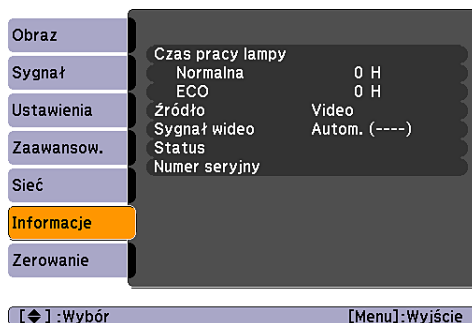 Obraz
Sygnał
Ustawienia
Zaawansow.
Sieć
Informacje
Zerowanie
Czas pracy lampy
Normalna 0 H
ECO 0 H
Źródło Video
Sygnał wideo Autom. (----)
Status
Numer seryjny
[◆] :Wybór [Menu]:Wyjście